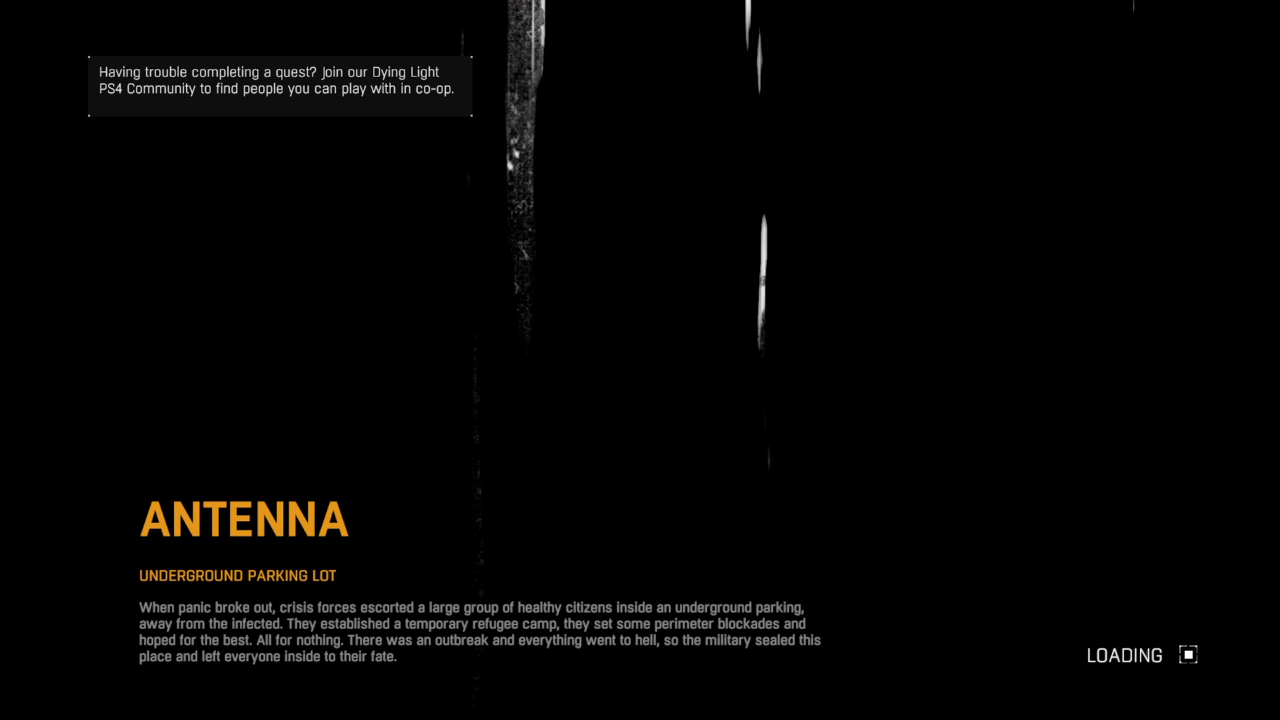 Having trouble completing a quest? Join our Dying Light
PS4 Community to find people you can play with in co-op.
ANTENNA
UNDERGROUND PARKING LOT
When panic broke out, crisis forces escorted a large group of healthy citizens inside an underground parking,
away from the infected. They established a temporary refugee camp, they set some perimeter blockades and
hoped for the best. All for nothing. There was an outbreak and everything went to hell, so the military sealed this
place and left everyone inside to their fate.
LOADING